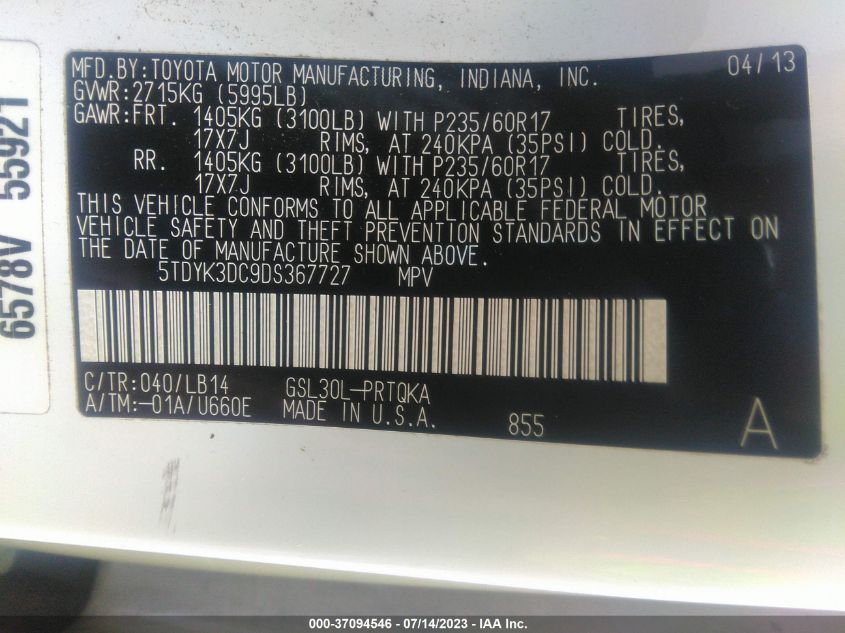 MFD.BY:TOYOTA MOTOR MANUFACTURING, INDIANA, INC. 04/13
GVWR:2715KG (5995LB)
GAWR:FRT. 1405KG (3100LB) WITH P235/60R17 TIRES,
17X7J RIMS, AT 240KPA (35PSI) COLD.
RR. 1405KG (3100LB) WITH P235/60R17 TIRES,
17X7J RIMS, AT 240KPA (35PSI) COLD.
THIS VEHICLE CONFORMS TO ALL APPLICABLE FEDERAL MOTOR
VEHICLE SAFETY AND THEFT PREVENTION STANDARDS IN EFFECT ON
THE DATE OF MANUFACTURE SHOWN ABOVE.
5TDYK3DC9DS367727 MPV
C/TR:040/LB14 GSL30L-PRTQKA
A/TM:-01A/U660E MADE IN U.S.A. 855 A
6578V 55921
000-37094546 - 07/14/2023 - IAA Inc.